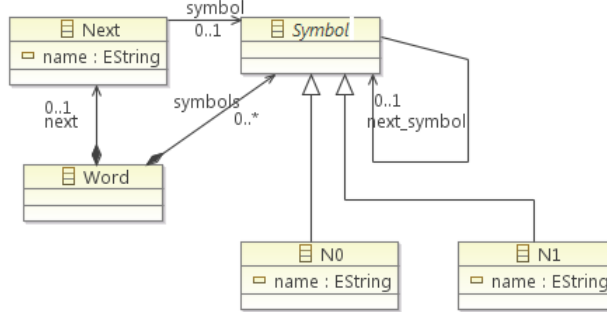 symbol
Next
Symbol
0..1
name : EString
0..1
next
symbols
0..*
0..1
next_symbol
Word
N0
name : EString
N1
name : EString